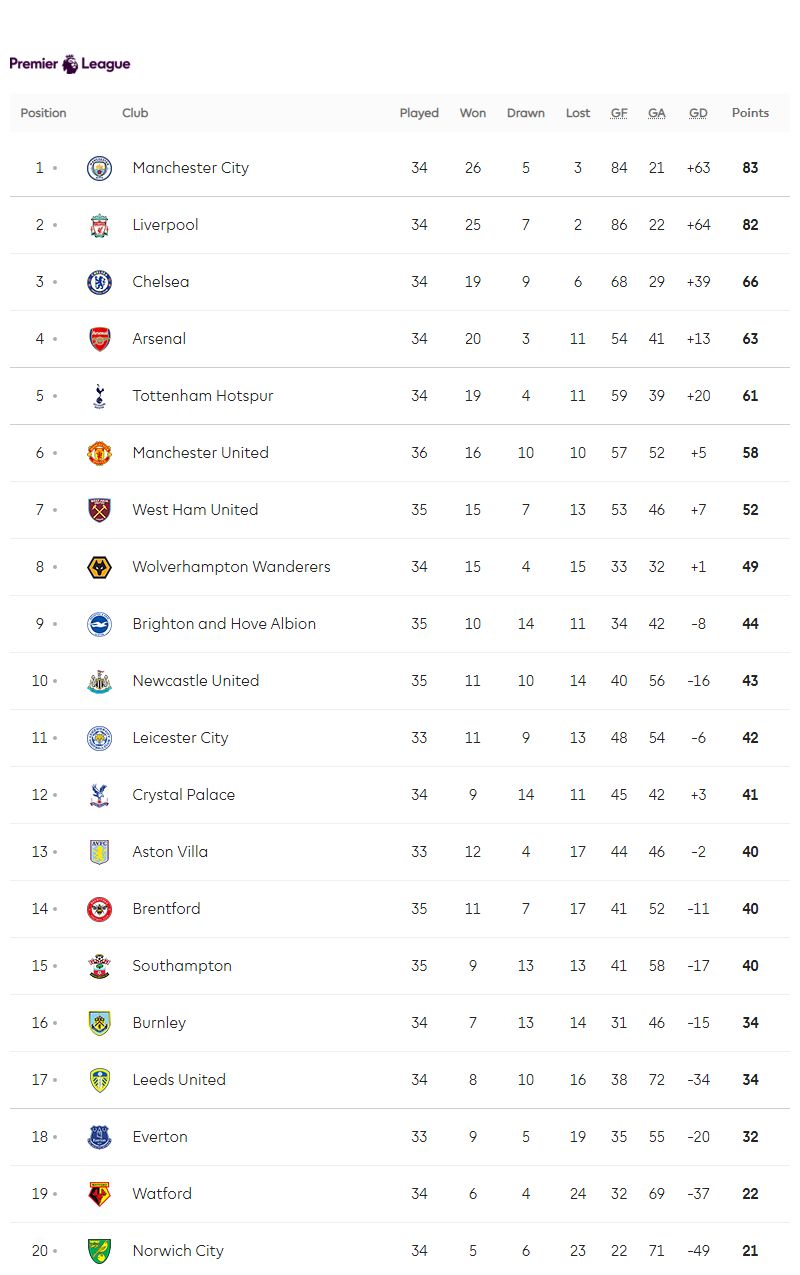 Premier League
Position Club Played Won Drawn Lost GF GA GD Points
1 Manchester City 34 26 5 3 84 21 +63 83
2 Liverpool 34 25 7 2 86 22 +64 82
3 Chelsea 34 19 9 6 68 29 +39 66
4 Arsenal 34 20 3 11 54 41 +13 63
5 Tottenham Hotspur 34 19 4 11 59 39 +20 61
6 Manchester United 36 16 10 10 57 52 +5 58
7 West Ham United 35 15 7 13 53 46 +7 52
8 Wolverhampton Wanderers 34 15 4 15 33 32 +1 49
9 Brighton and Hove Albion 35 10 14 11 34 42 -8 44
10 Newcastle United 35 11 10 14 40 56 -16 43
11 Leicester City 33 11 9 13 48 54 -6 42
12 Crystal Palace 34 9 14 11 45 42 +3 41
13 Aston Villa 33 12 4 17 44 46 -2 40
14 Brentford 35 11 7 17 41 52 -11 40
15 Southampton 35 9 13 13 41 58 -17 40
16 Burnley 34 7 13 14 31 46 -15 34
17 Leeds United 34 8 10 16 38 72 -34 34
18 Everton 33 9 5 19 35 55 -20 32
19 Watford 34 6 4 24 32 69 -37 22
20 Norwich City 34 5 6 23 22 71 -49 21